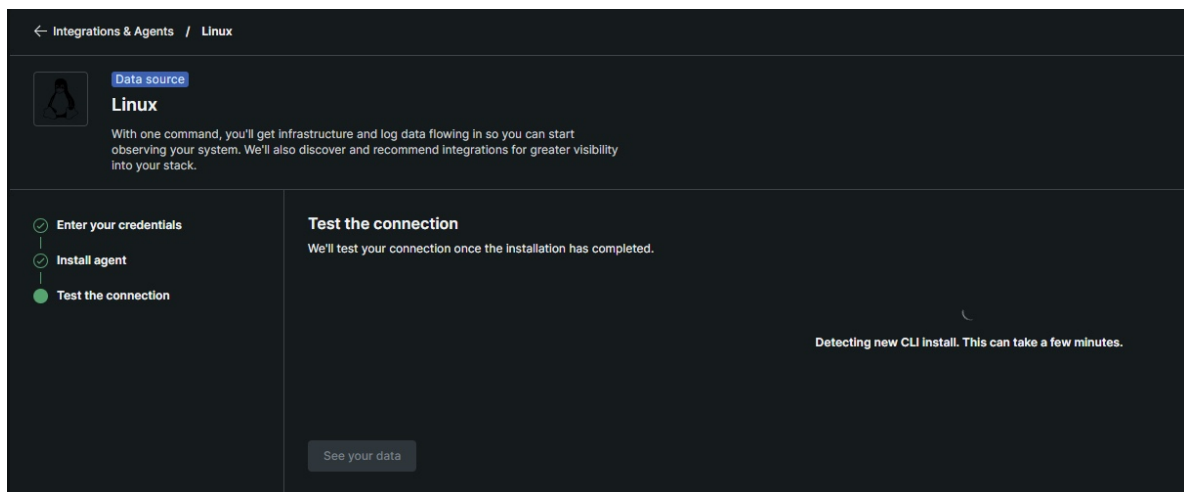 ← Integrations & Agents / Linux
Data source
Linux
With one command, you'll get infrastructure and log data flowing in so you can start
observing your system. We'll also discover and recommend integrations for greater visibility
into your stack.
Enter your credentials
Install agent
Test the connection
Test the connection
We'll test your connection once the installation has completed.
Detecting new CLI install. This can take a few minutes.
See your data